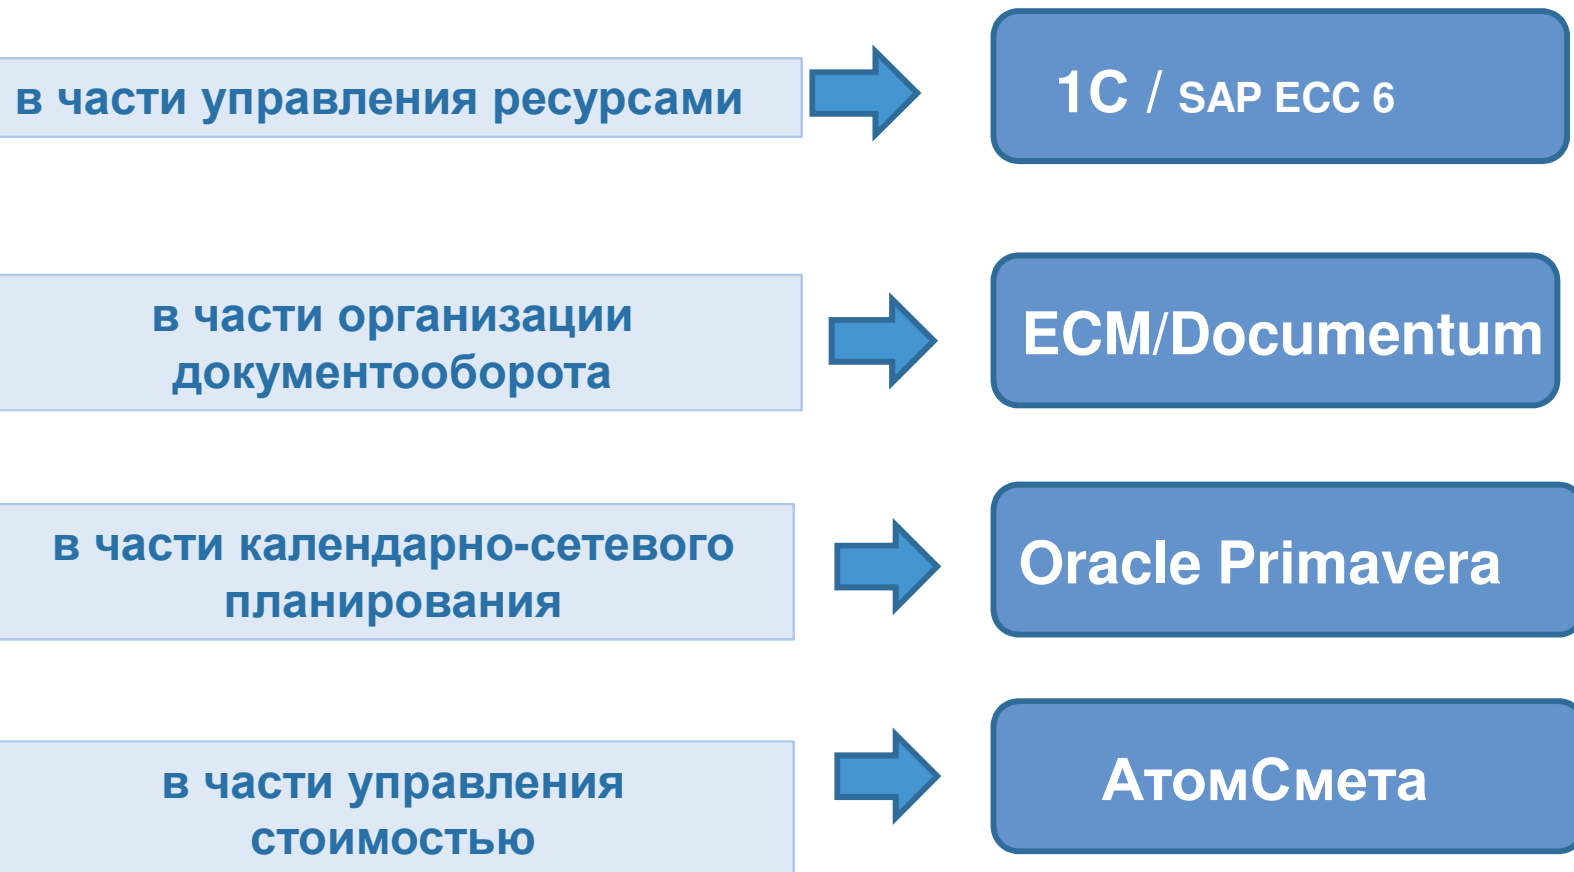 в части управления ресурсами
1С / SAP ECC 6
в части организации
документооборота
ECM/Documentum
в части календарно-сетевого
планирования
Oracle Primavera
в части управления
стоимостью
АтомСмета